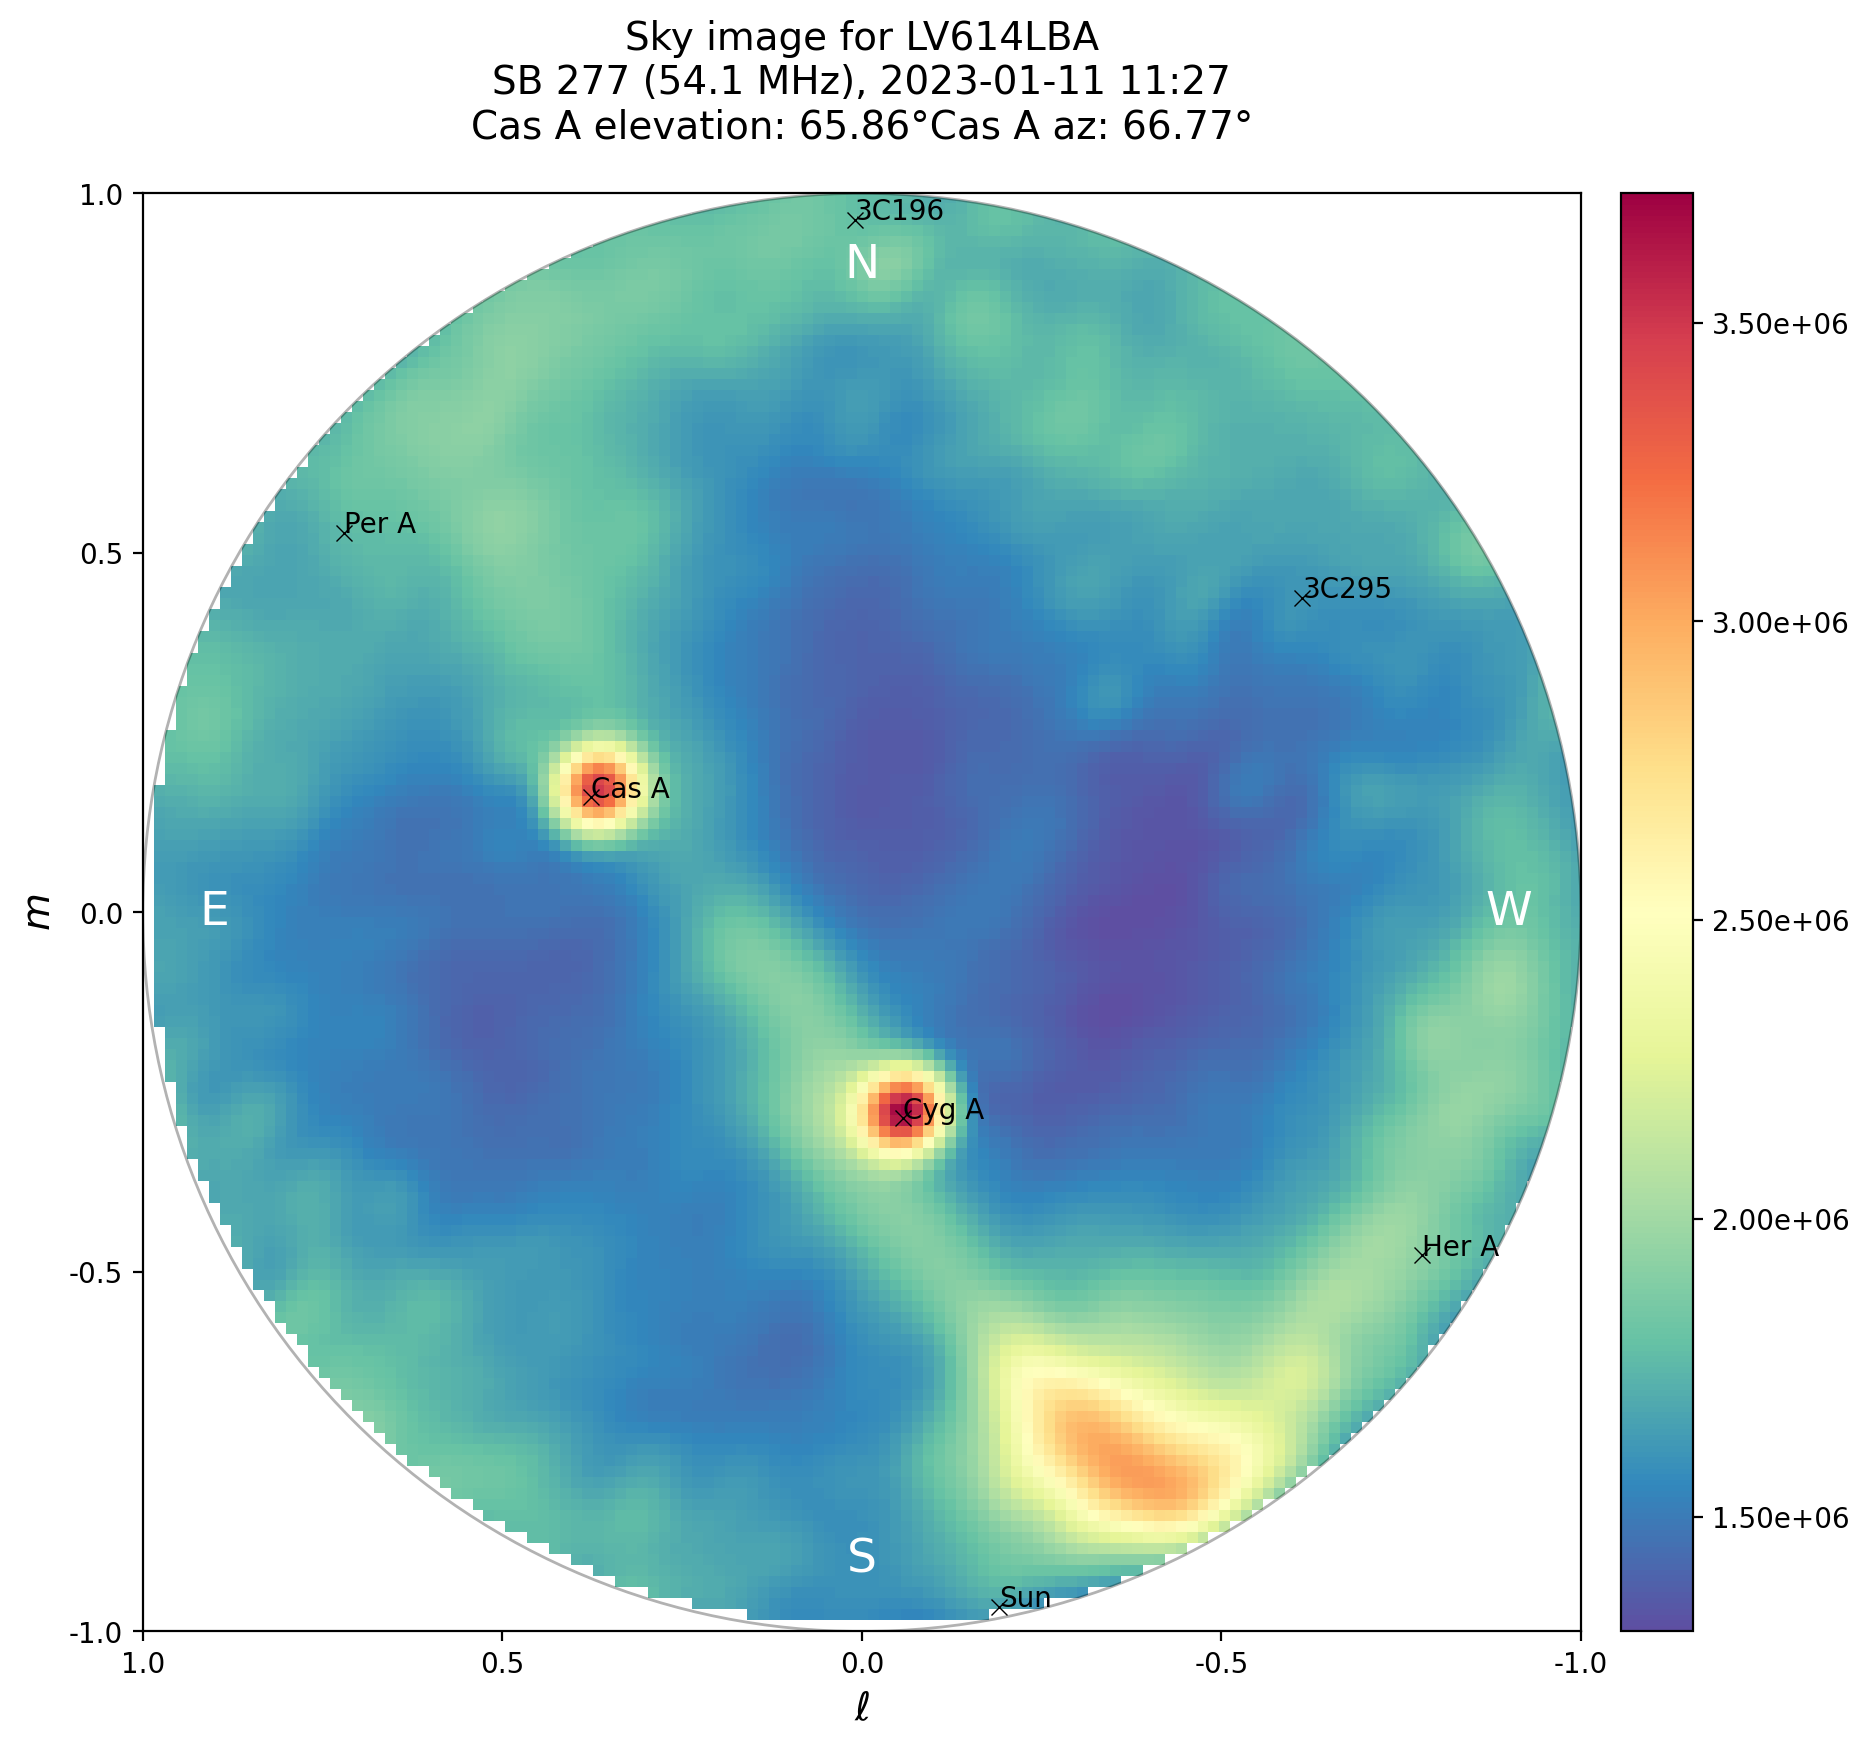 Sky image for LV614LBA
SB 277 (54.1 MHz), 2023-01-11 11:27
Cas A elevation: 65.86°Cas A az: 66.77°
1.0
3C196
N
3.50e+06
Per A
0.5
3C295
3.00e+06
Cas A
E
W
0.0
m
2.50e+06
Cyg A
2.00e+06
Her A
-0.5
1.50e+06
S
Sun
-1.0
1.0
0.5
0.0
-0.5
-1.0
ℓ